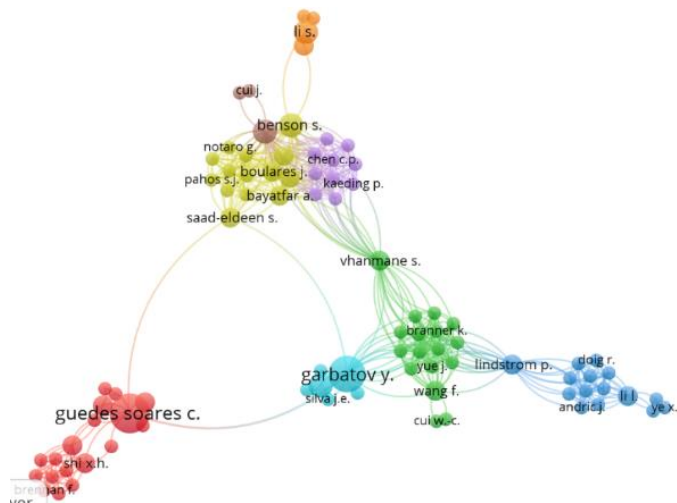 li s.
cui j.
benson s.
notaro g.
chen c.p.
pahos s.j.
boulares j.
kaeding p.
bayatfar a.
saad-eldeen s.
vhanmane s.
branner k.
yue j.
lindstrom p.
doig r.
garbatov y.
wang f.
silva j.e.
andric j.
li l.
ye x.
guedes soares c.
cui w.-c.
shi x.h.